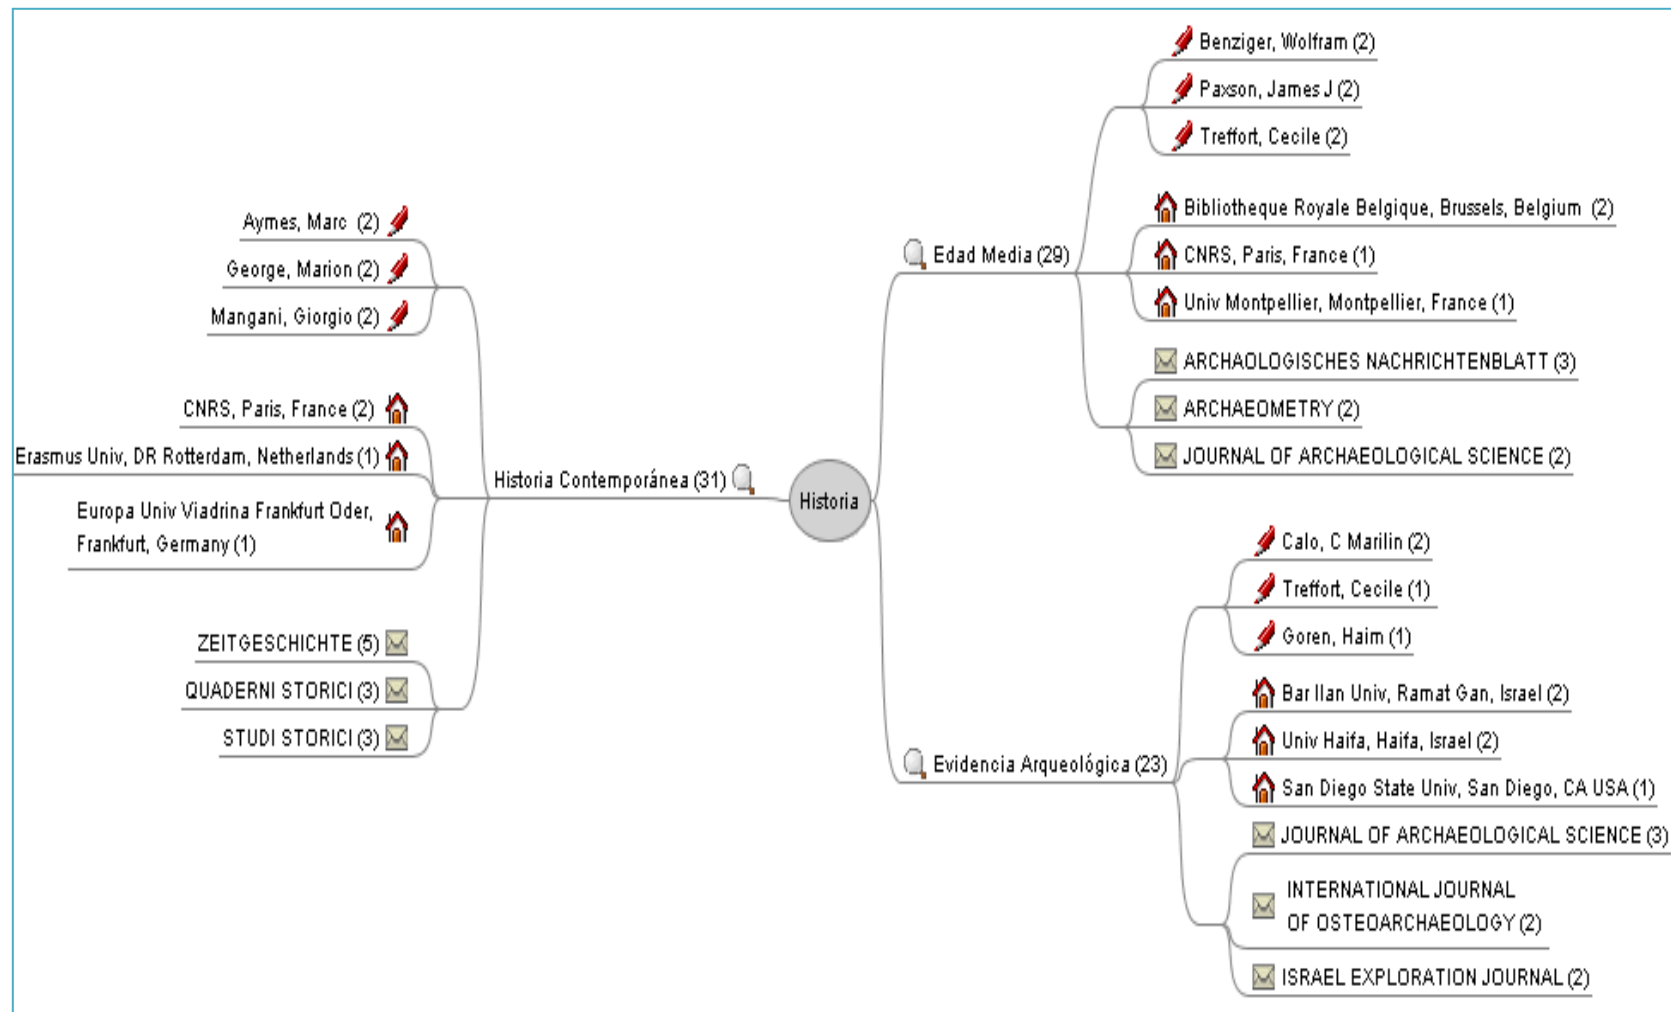 Historia
Historia Contemporánea (31)
Aymes, Marc (2)
George, Marion (2)
Mangani, Giorgio (2)
CNRS, Paris, France (2)
Erasmus Univ, DR Rotterdam, Netherlands (1)
Europa Univ Viadrina Frankfurt Oder,
Frankfurt, Germany (1)
ZEITGESCHICHTE (5)
QUADERNI STORICI (3)
STUDI STORICI (3)
Edad Media (29)
Benziger, Wolfram (2)
Paxson, James J (2)
Treffort, Cecile (2)
Bibliotheque Royale Belgique, Brussels, Belgium (2)
CNRS, Paris, France (1)
Univ Montpellier, Montpellier, France (1)
ARCHAOLOGISCHES NACHRICHTENBLATT (3)
ARCHAEOMETRY (2)
JOURNAL OF ARCHAEOLOGICAL SCIENCE (2)
Evidencia Arqueológica (23)
Calo, C Marilin (2)
Treffort, Cecile (1)
Goren, Haim (1)
Bar Ilan Univ, Ramat Gan, Israel (2)
Univ Haifa, Haifa, Israel (2)
San Diego State Univ, San Diego, CA USA (1)
JOURNAL OF ARCHAEOLOGICAL SCIENCE (3)
INTERNATIONAL JOURNAL
OF OSTEOARCHAEOLOGY (2)
ISRAEL EXPLORATION JOURNAL (2)